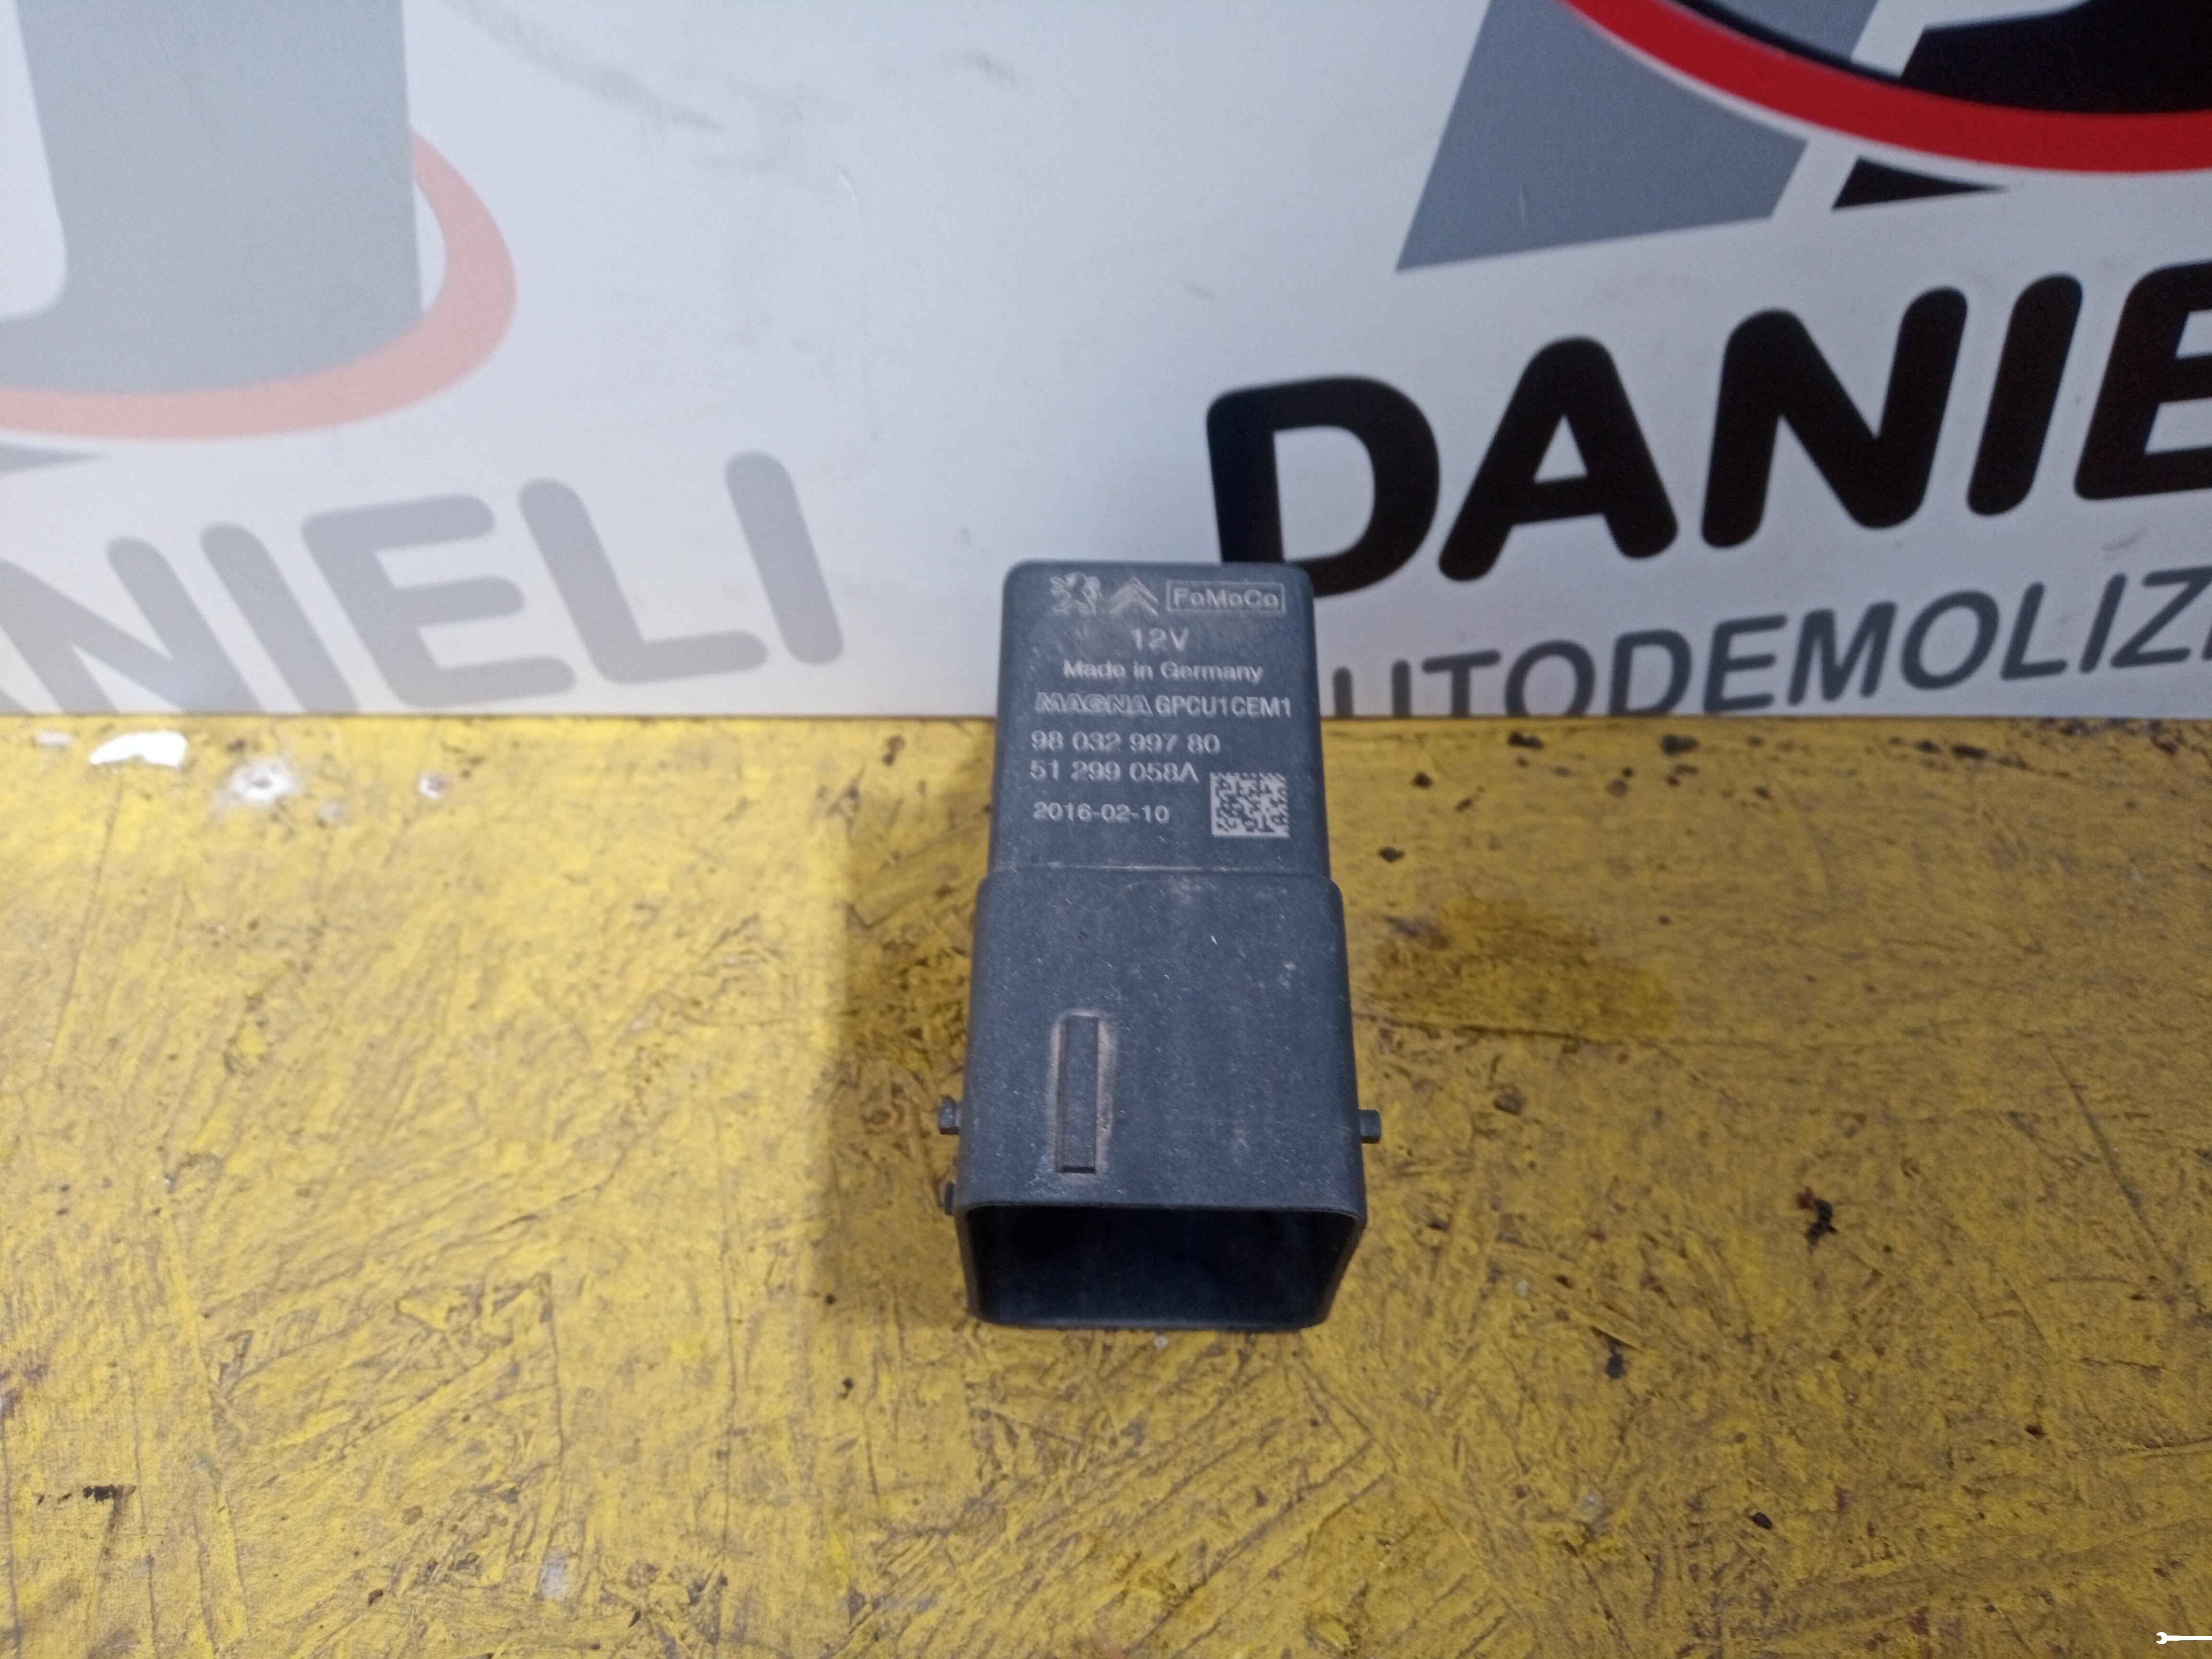 DANIE
UTODEMOLIZ
NIELI
FoMoCo
12V
Made in Germany
MAGNA GPCU1CEM1
98 032 997 80
51 299 058A
2016-02-10